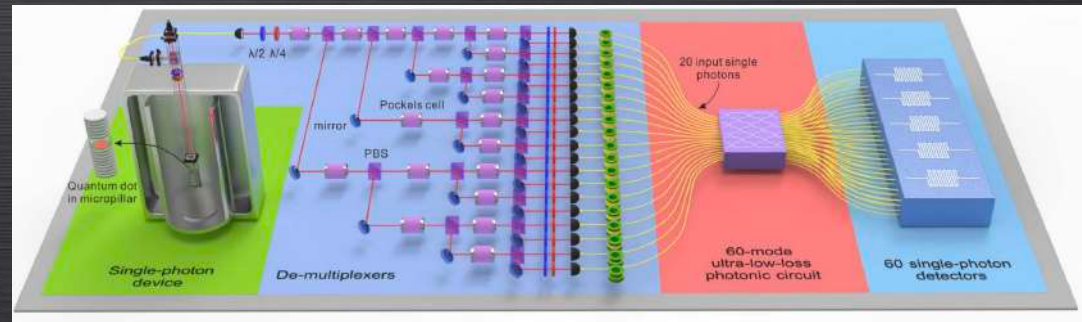 λ/2 λ/4
20 input single
photons
Pockels cell
mirror
PBS
Quantum dot
in micropillar
Single-photon
device
De-multiplexers
60-mode
ultra-low-loss
photonic circuit
60 single-photon
detectors